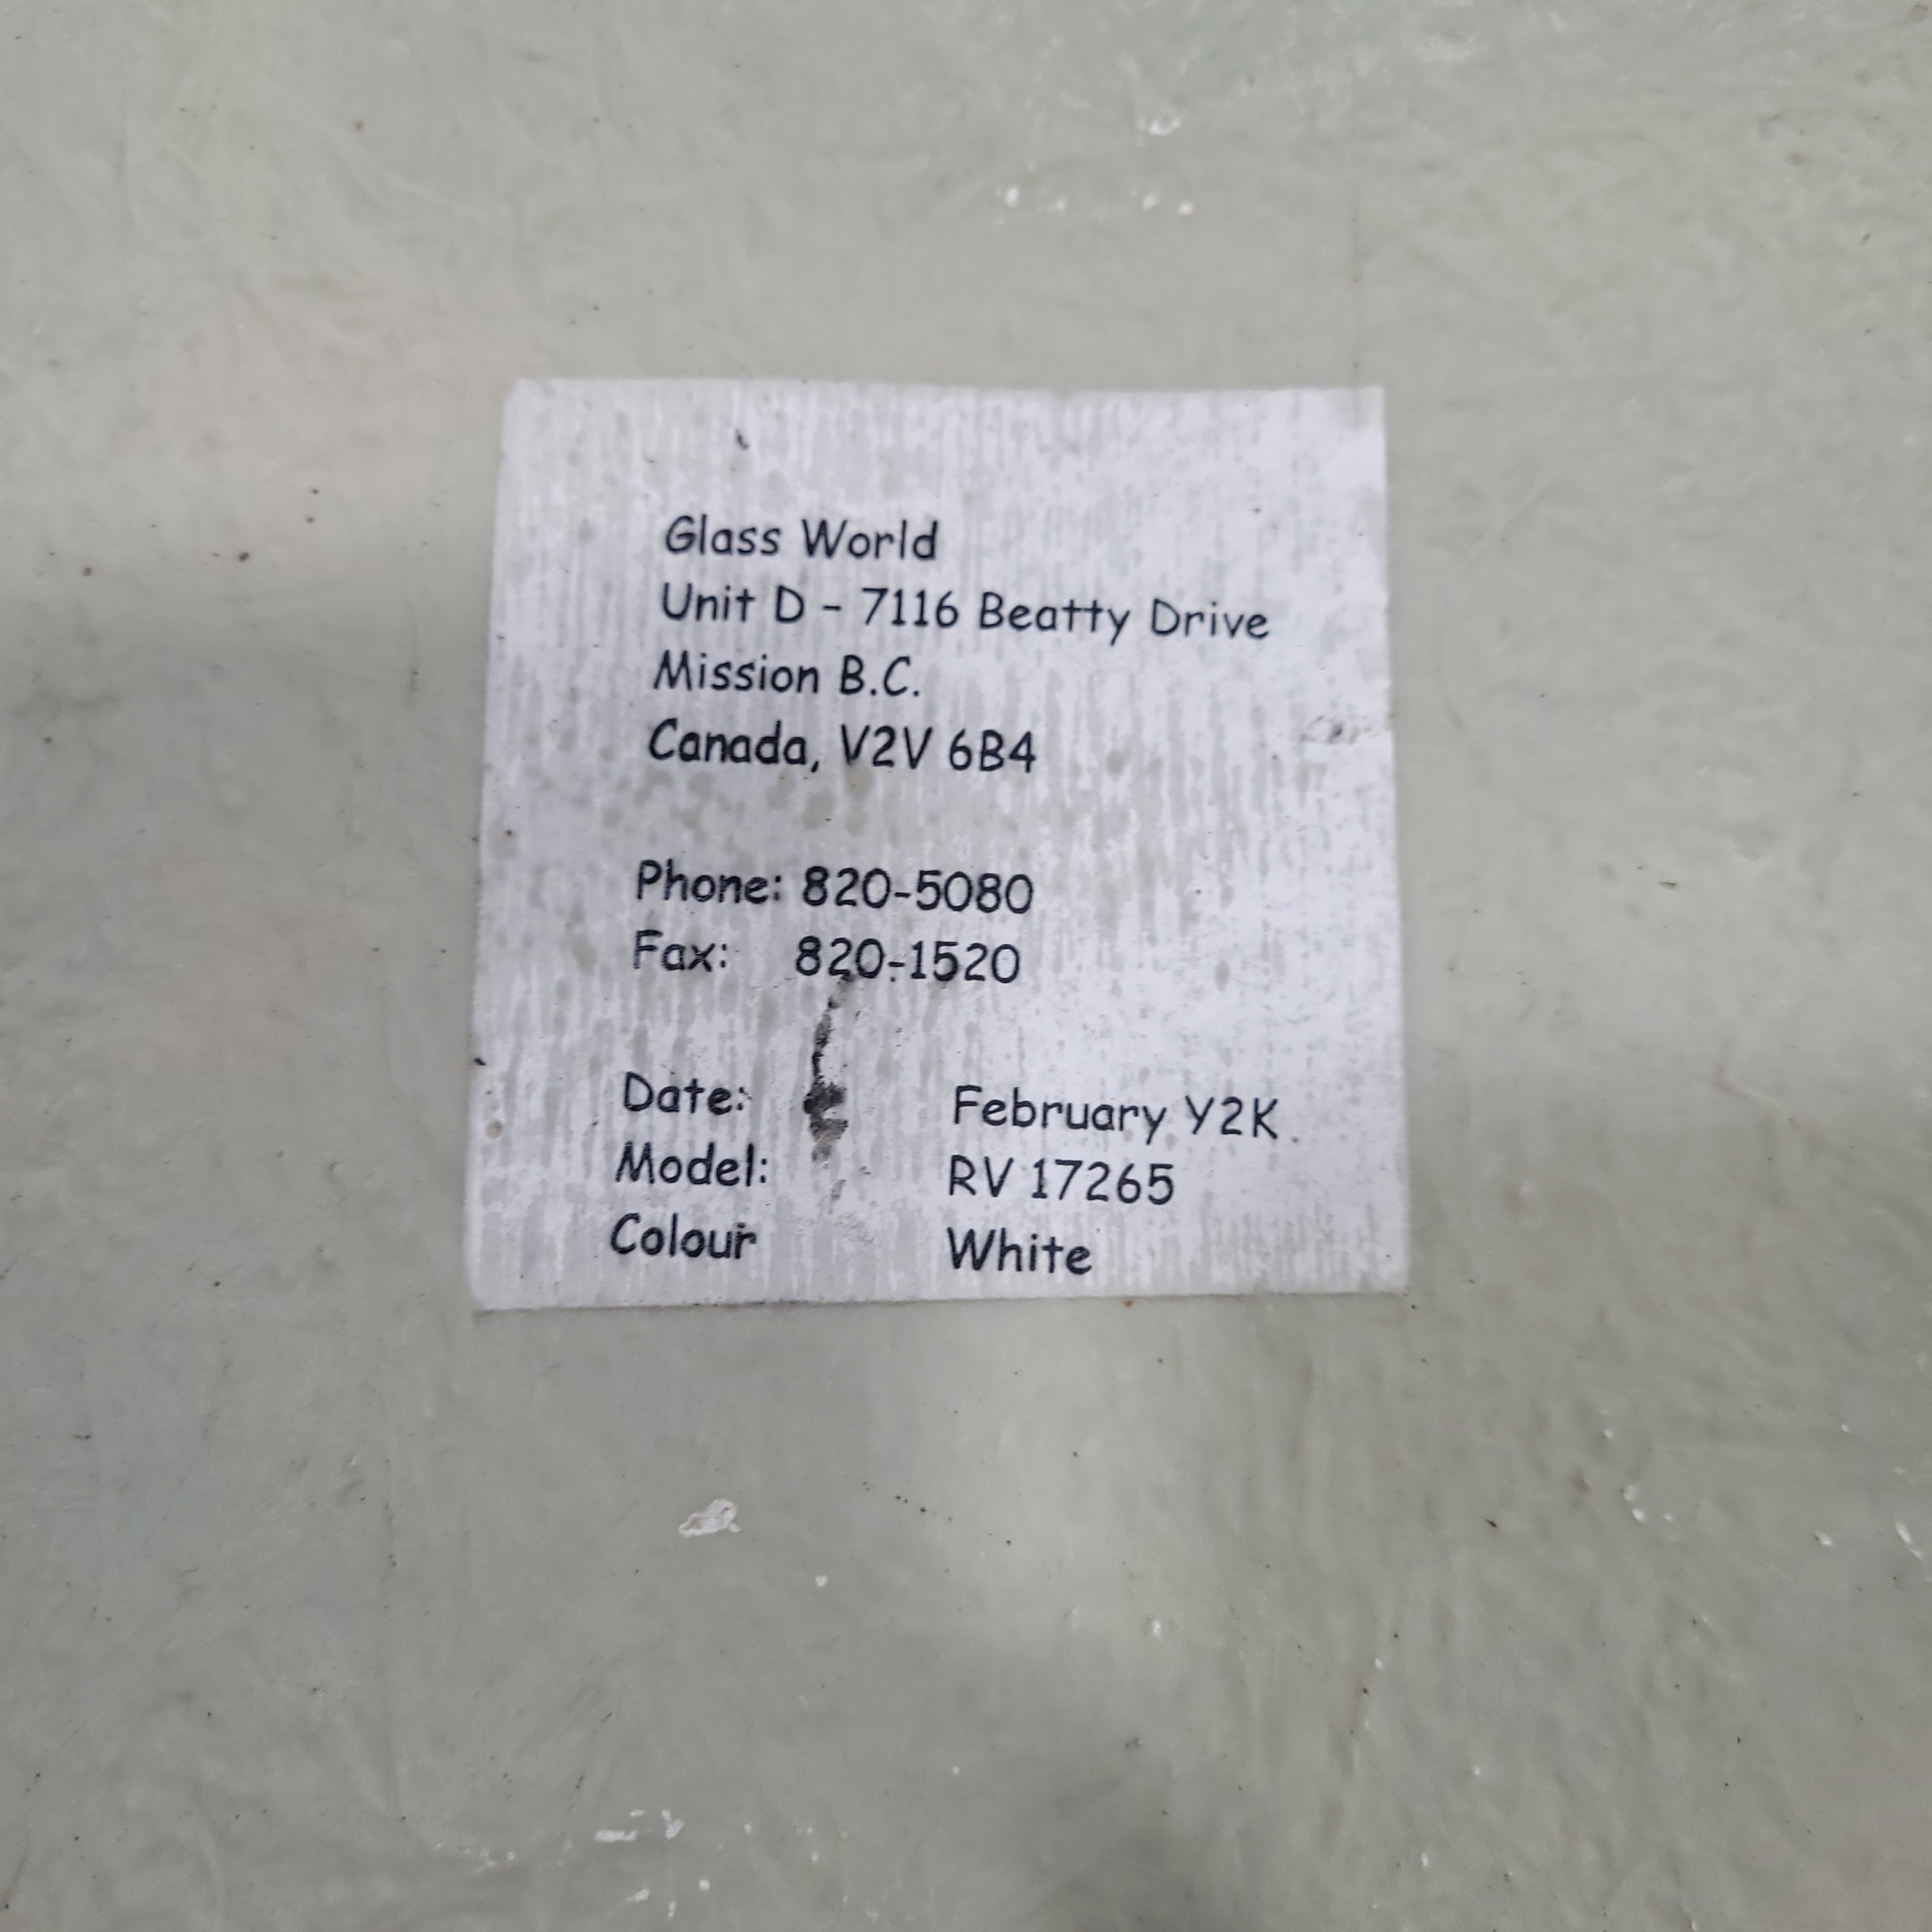 Glass World
Unit D - 7116 Beatty Drive
Mission B.C.
Canada, V2V 6B4
Phone: 820-5080
Fax: 820-1520
Date: February Y2K
Model: RV 17265
Colour White